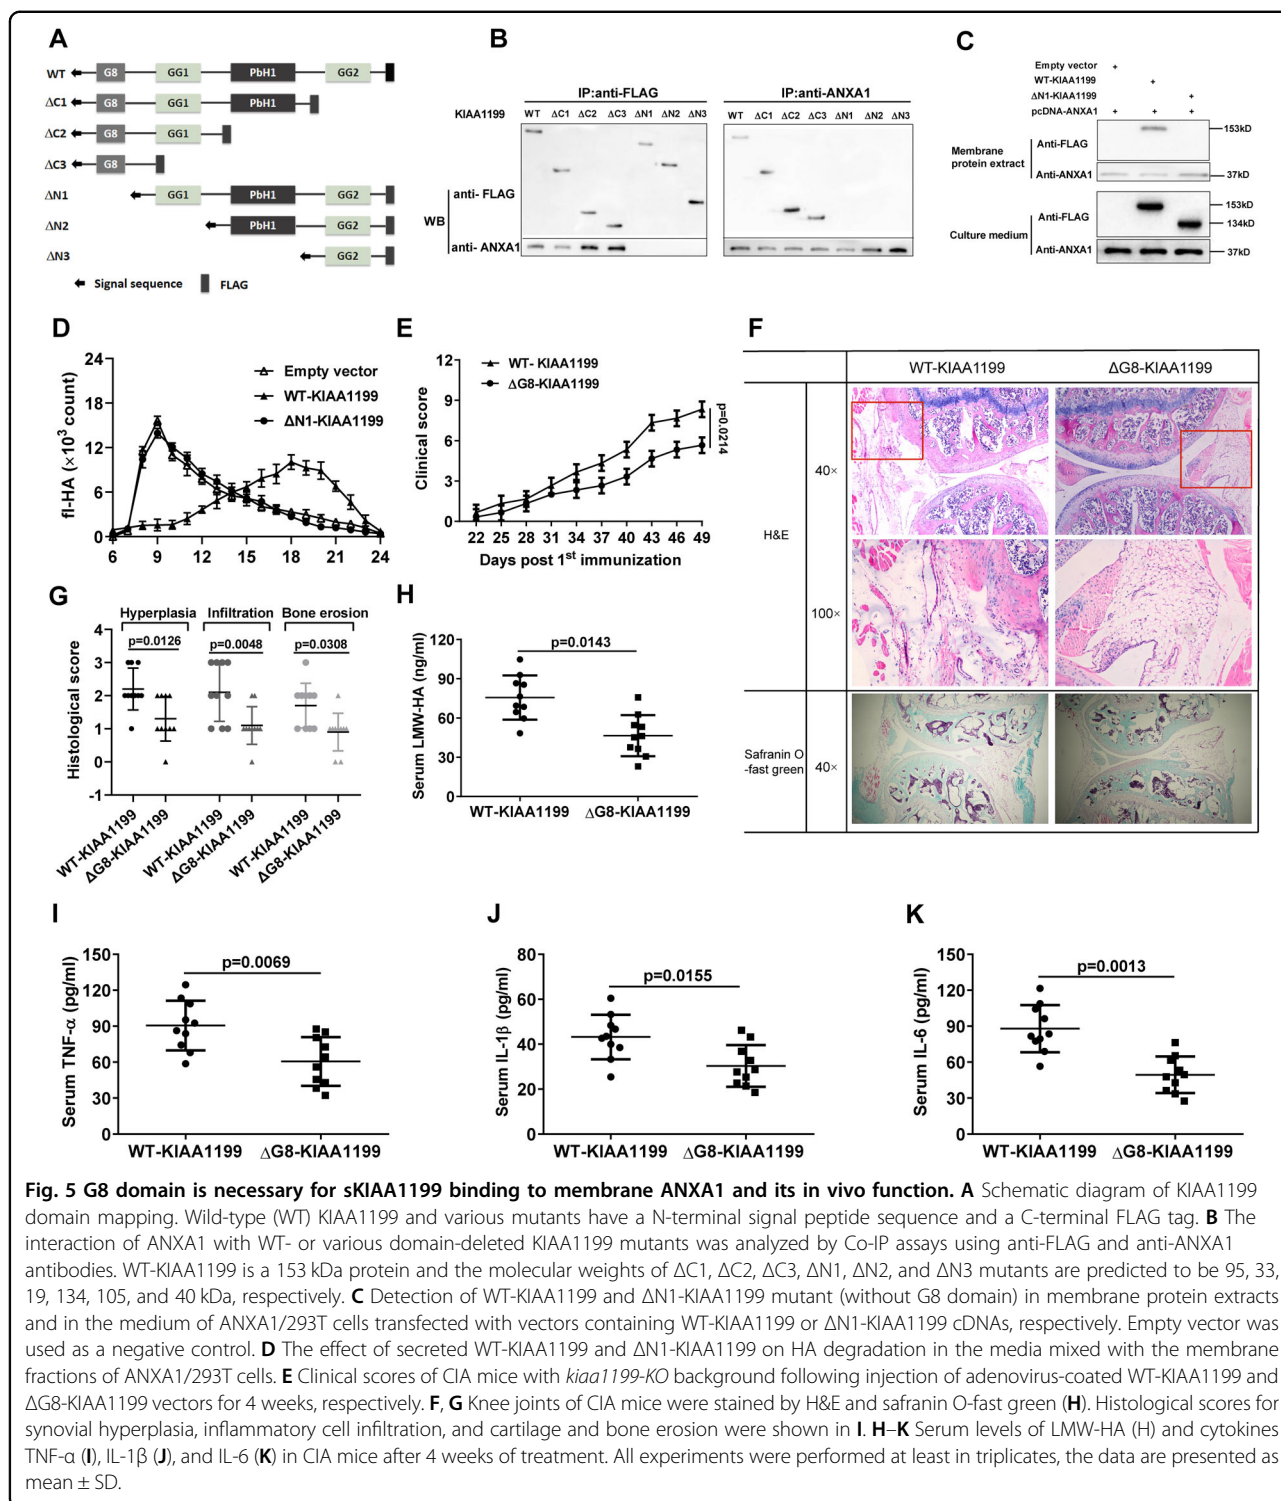 A
WT
G8
GG1
PbH1
GG2
ΔC1
G8
GG1
PbH1
ΔC2
G8
GG1
ΔC3
G8
ΔN1
GG1
PbH1
GG2
ΔN2
PbH1
GG2
ΔN3
GG2
Signal sequence
FLAG
B
IP:anti-FLAG
IP:anti-ANXA1
KIAA1199
WT ΔC1 ΔC2 ΔC3 ΔN1 ΔN2 ΔN3
WT ΔC1 ΔC2 ΔC3 ΔN1 ΔN2 ΔN3
WB
anti- FLAG
anti- ANXA1
C
Empty vector +
WT-KIAA1199 +
ΔN1-KIAA1199 +
pcDNA-ANXA1 + + +
Membrane
protein extract
Anti-FLAG
153kD
Anti-ANXA1
37kD
Culture medium
Anti-FLAG
153kD
134kD
Anti-ANXA1
37kD
D
fl-HA (×10³ count)
24
18
12
6
0
6 9 12 15 18 21 24
Empty vector
WT-KIAA1199
ΔN1-KIAA1199
E
Clinical score
12
9
6
3
0
22 25 28 31 34 37 40 43 46 49
Days post 1st immunization
WT- KIAA1199
ΔG8-KIAA1199
p=0.0214
F
WT-KIAA1199
ΔG8-KIAA1199
H&E
40×
100×
Safranin O
-fast green
40×
G
Hyperplasia
Infiltration
Bone erosion
p=0.0126
p=0.0048
p=0.0308
Histological score
4
3
2
1
0
-1
WT-KIAA1199
ΔG8-KIAA1199
WT-KIAA1199
ΔG8-KIAA1199
WT-KIAA1199
ΔG8-KIAA1199
H
Serum LMW-HA (ng/ml)
120
90
60
30
0
p=0.0143
WT-KIAA1199
ΔG8-KIAA1199
I
Serum TNF-α (pg/ml)
150
120
90
60
30
0
p=0.0069
WT-KIAA1199
ΔG8-KIAA1199
J
Serum IL-1β (pg/ml)
80
60
40
20
0
p=0.0155
WT-KIAA1199
ΔG8-KIAA1199
K
Serum IL-6 (pg/ml)
150
120
90
60
30
0
p=0.0013
WT-KIAA1199
ΔG8-KIAA1199
Fig. 5 G8 domain is necessary for sKIAA1199 binding to membrane ANXA1 and its in vivo function. A Schematic diagram of KIAA1199
domain mapping. Wild-type (WT) KIAA1199 and various mutants have a N-terminal signal peptide sequence and a C-terminal FLAG tag. B The
interaction of ANXA1 with WT- or various domain-deleted KIAA1199 mutants was analyzed by Co-IP assays using anti-FLAG and anti-ANXA1
antibodies. WT-KIAA1199 is a 153 kDa protein and the molecular weights of ΔC1, ΔC2, ΔC3, ΔN1, ΔN2, and ΔN3 mutants are predicted to be 95, 33,
19, 134, 105, and 40 kDa, respectively. C Detection of WT-KIAA1199 and ΔN1-KIAA1199 mutant (without G8 domain) in membrane protein extracts
and in the medium of ANXA1/293T cells transfected with vectors containing WT-KIAA1199 or ΔN1-KIAA1199 cDNAs, respectively. Empty vector was
used as a negative control. D The effect of secreted WT-KIAA1199 and ΔN1-KIAA1199 on HA degradation in the media mixed with the membrane
fractions of ANXA1/293T cells. E Clinical scores of CIA mice with kiaa1199-KO background following injection of adenovirus-coated WT-KIAA1199 and
ΔG8-KIAA1199 vectors for 4 weeks, respectively. F, G Knee joints of CIA mice were stained by H&E and safranin O-fast green (H). Histological scores for
synovial hyperplasia, inflammatory cell infiltration, and cartilage and bone erosion were shown in I. H–K Serum levels of LMW-HA (H) and cytokines
TNF-α (I), IL-1β (J), and IL-6 (K) in CIA mice after 4 weeks of treatment. All experiments were performed at least in triplicates, the data are presented as
mean ± SD.